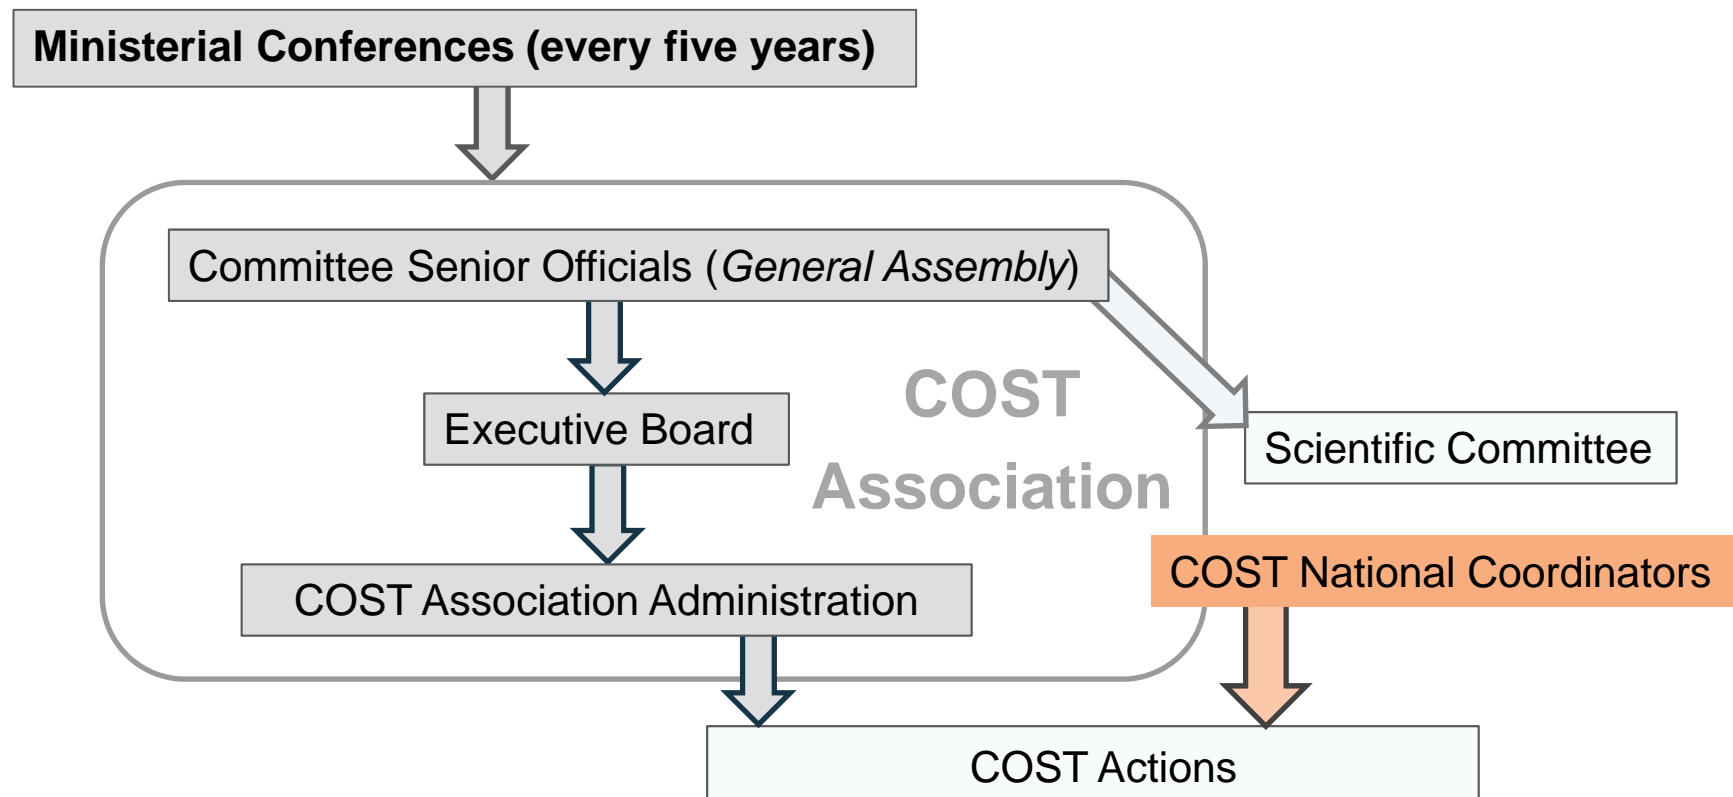 Ministerial Conferences (every five years)
Committee Senior Officials (General Assembly)
Executive Board
COST
Association
Scientific Committee
COST National Coordinators
COST Association Administration
COST Actions